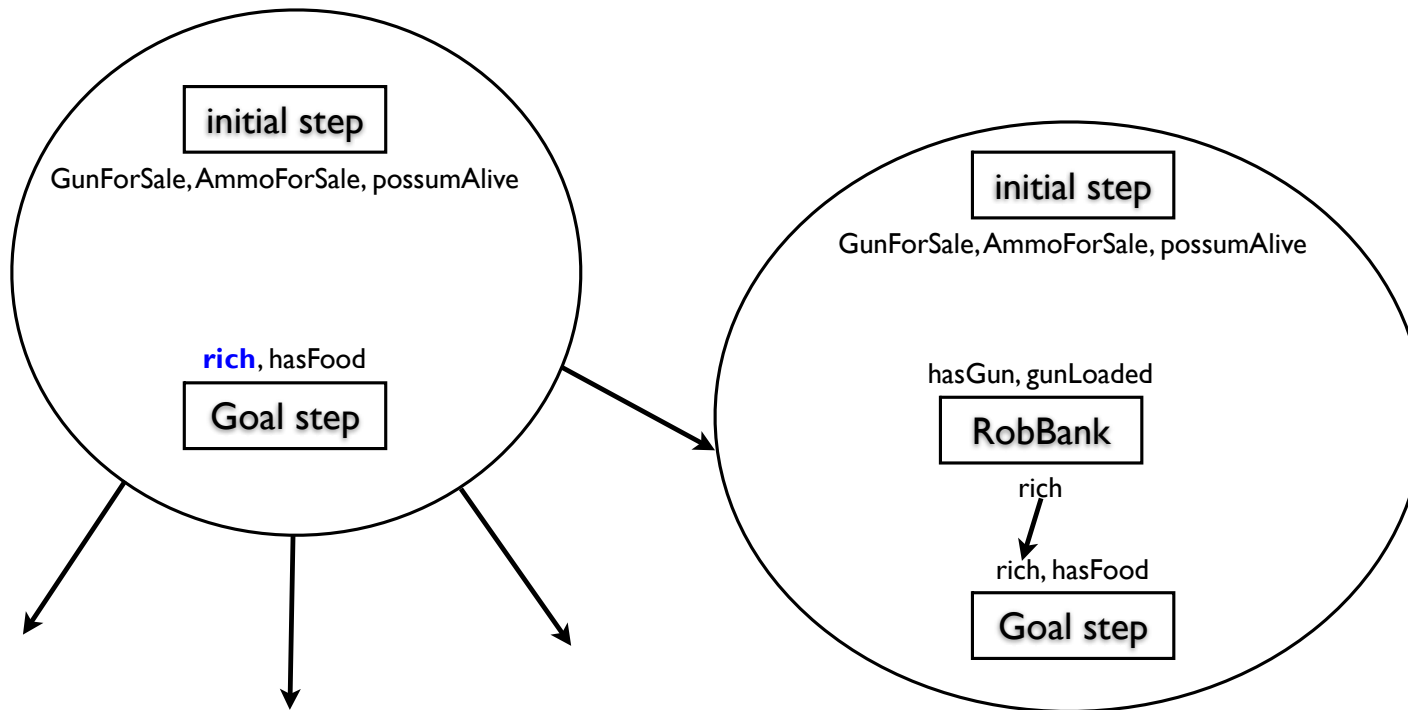 initial step
GunForSale, AmmoForSale, possumAlive
rich, hasFood
Goal step
initial step
GunForSale, AmmoForSale, possumAlive
hasGun, gunLoaded
RobBank
rich
rich, hasFood
Goal step